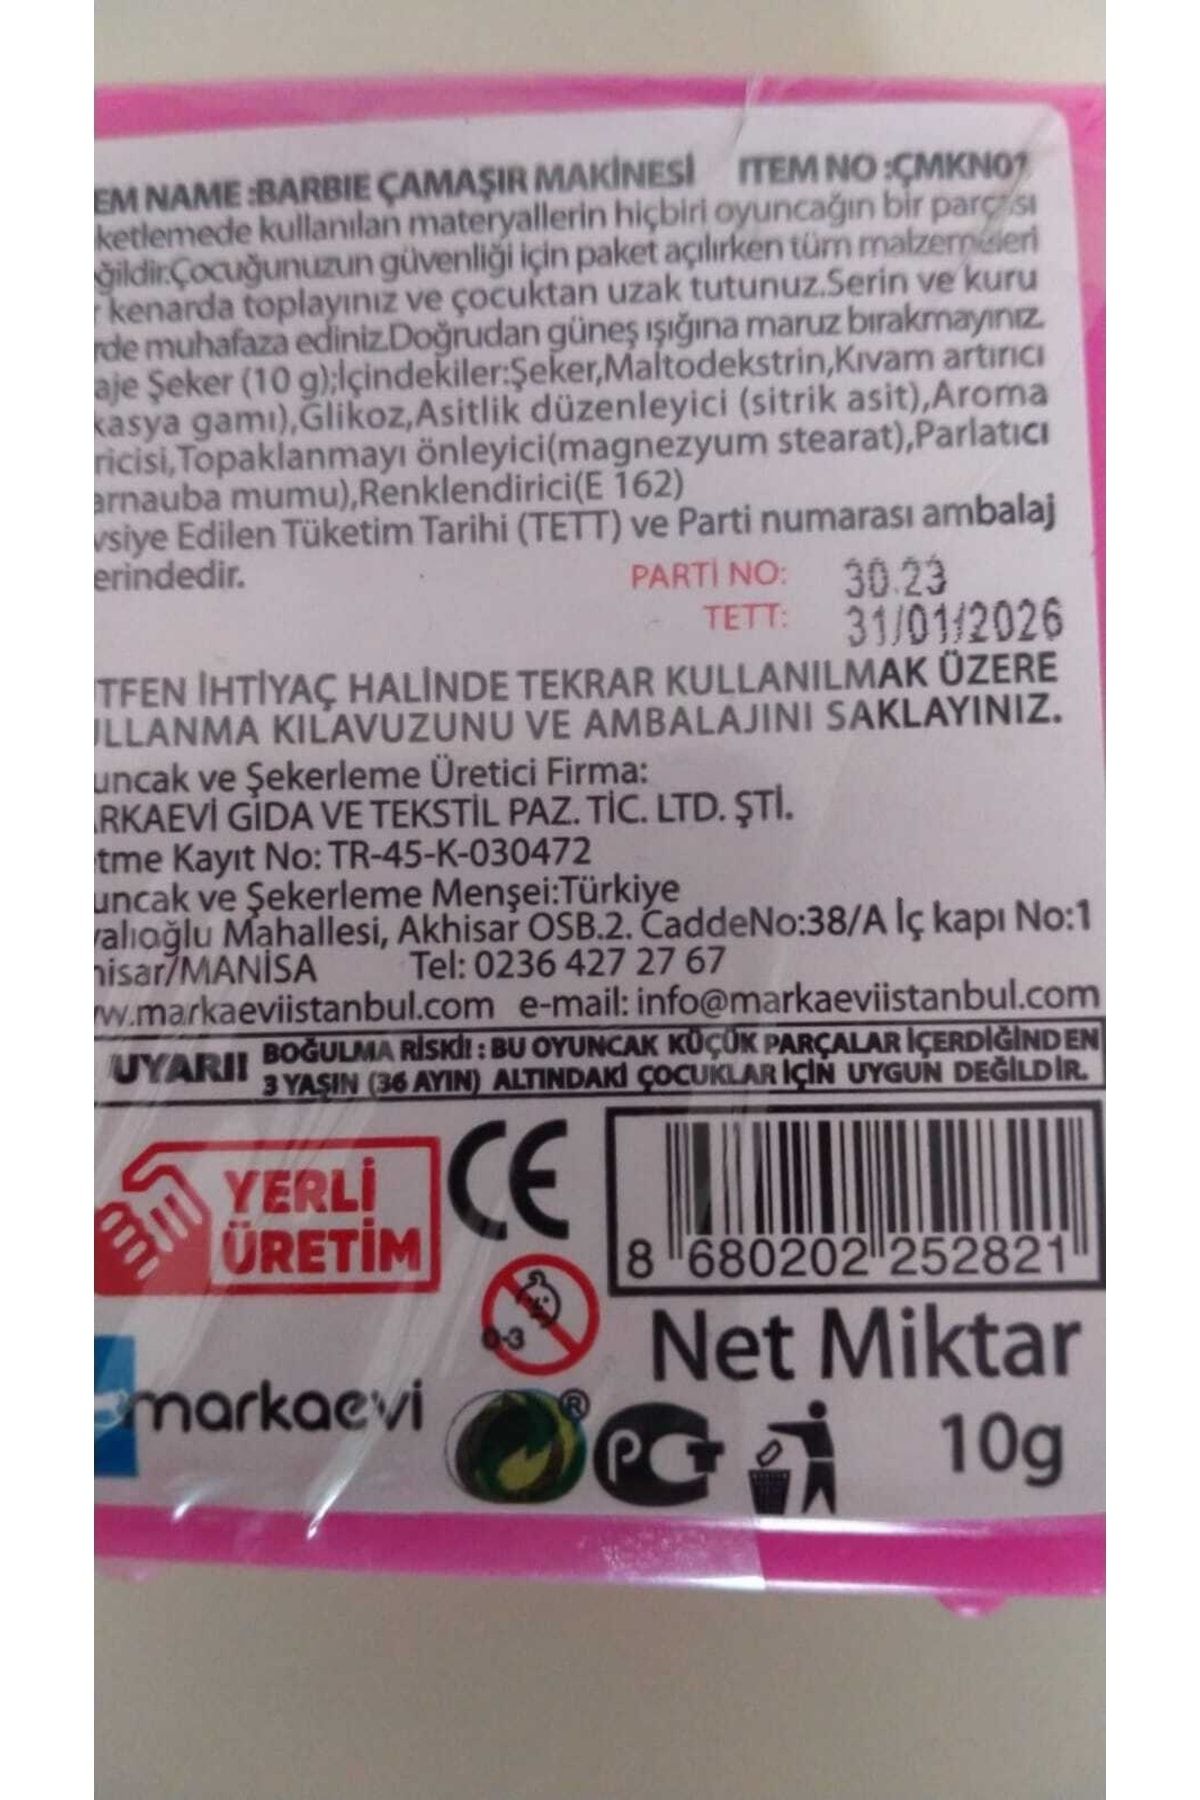 EM NAME :BARBIE ÇAMAŞIR MAKİNESİ ITEM NO :ÇMKN01
ketlemede kullanılan materyallerin hiçbiri oyuncağın bir parçası
ğildir.Çocuğunuzun güvenliği için paket açılırken tüm malzemeleri
kenarda toplayınız ve çocuktan uzak tutunuz.Serin ve kuru
rde muhafaza ediniz.Doğrudan güneş ışığına maruz bırakmayınız.
aje Şeker (10 g);İçindekiler:Şeker,Maltodekstrin,Kıvam artırıcı
kasya gamı),Glikoz,Asitlik düzenleyici (sitrik asit),Aroma
ricisi,Topaklanmayı önleyici(magnezyum stearat),Parlatıcı
arnauba mumu),Renklendirici(E 162)
vsiye Edilen Tüketim Tarihi (TETT) ve Parti numarası ambalaj
erindedir.
PARTİ NO: 30.23
TETT: 31/01/2026
TFEN İHTİYAÇ HALİNDE TEKRAR KULLANILMAK ÜZERE
ULLANMA KILAVUZUNU VE AMBALAJINI SAKLAYINIZ.
uncak ve Şekerleme Üretici Firma:
ARKAEVİ GIDA VE TEKSTİL PAZ. TİC. LTD. ŞTİ.
tme Kayıt No: TR-45-K-030472
uncak ve Şekerleme Menşei:Türkiye
yalıoğlu Mahallesi, Akhisar OSB.2. CaddeNo:38/A İç kapı No:1
hisar/MANİSA Tel: 0236 427 27 67
w.markaeviistanbul.com e-mail: info@markaeviistanbul.com
UYARI! BOĞULMA RİSKİ! : BU OYUNCAK KÜÇÜK PARÇALAR İÇERDİĞİNDEN
3 YAŞIN (36 AYIN) ALTINDAKİ ÇOCUKLAR İÇİN UYGUN DEĞİLDİR.
YERLİ
ÜRETİM
CE
8 680202 252821
0-3
Net Miktar
10g
markaevi
®
PCT